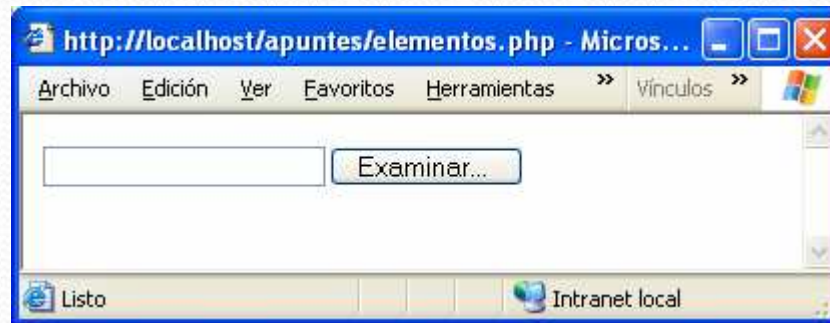 http://localhost/apuntes/elementos.php - Micros...
Archivo Edición Ver Favoritos Herramientas » Vínculos »
Examinar...
Listo Intranet local